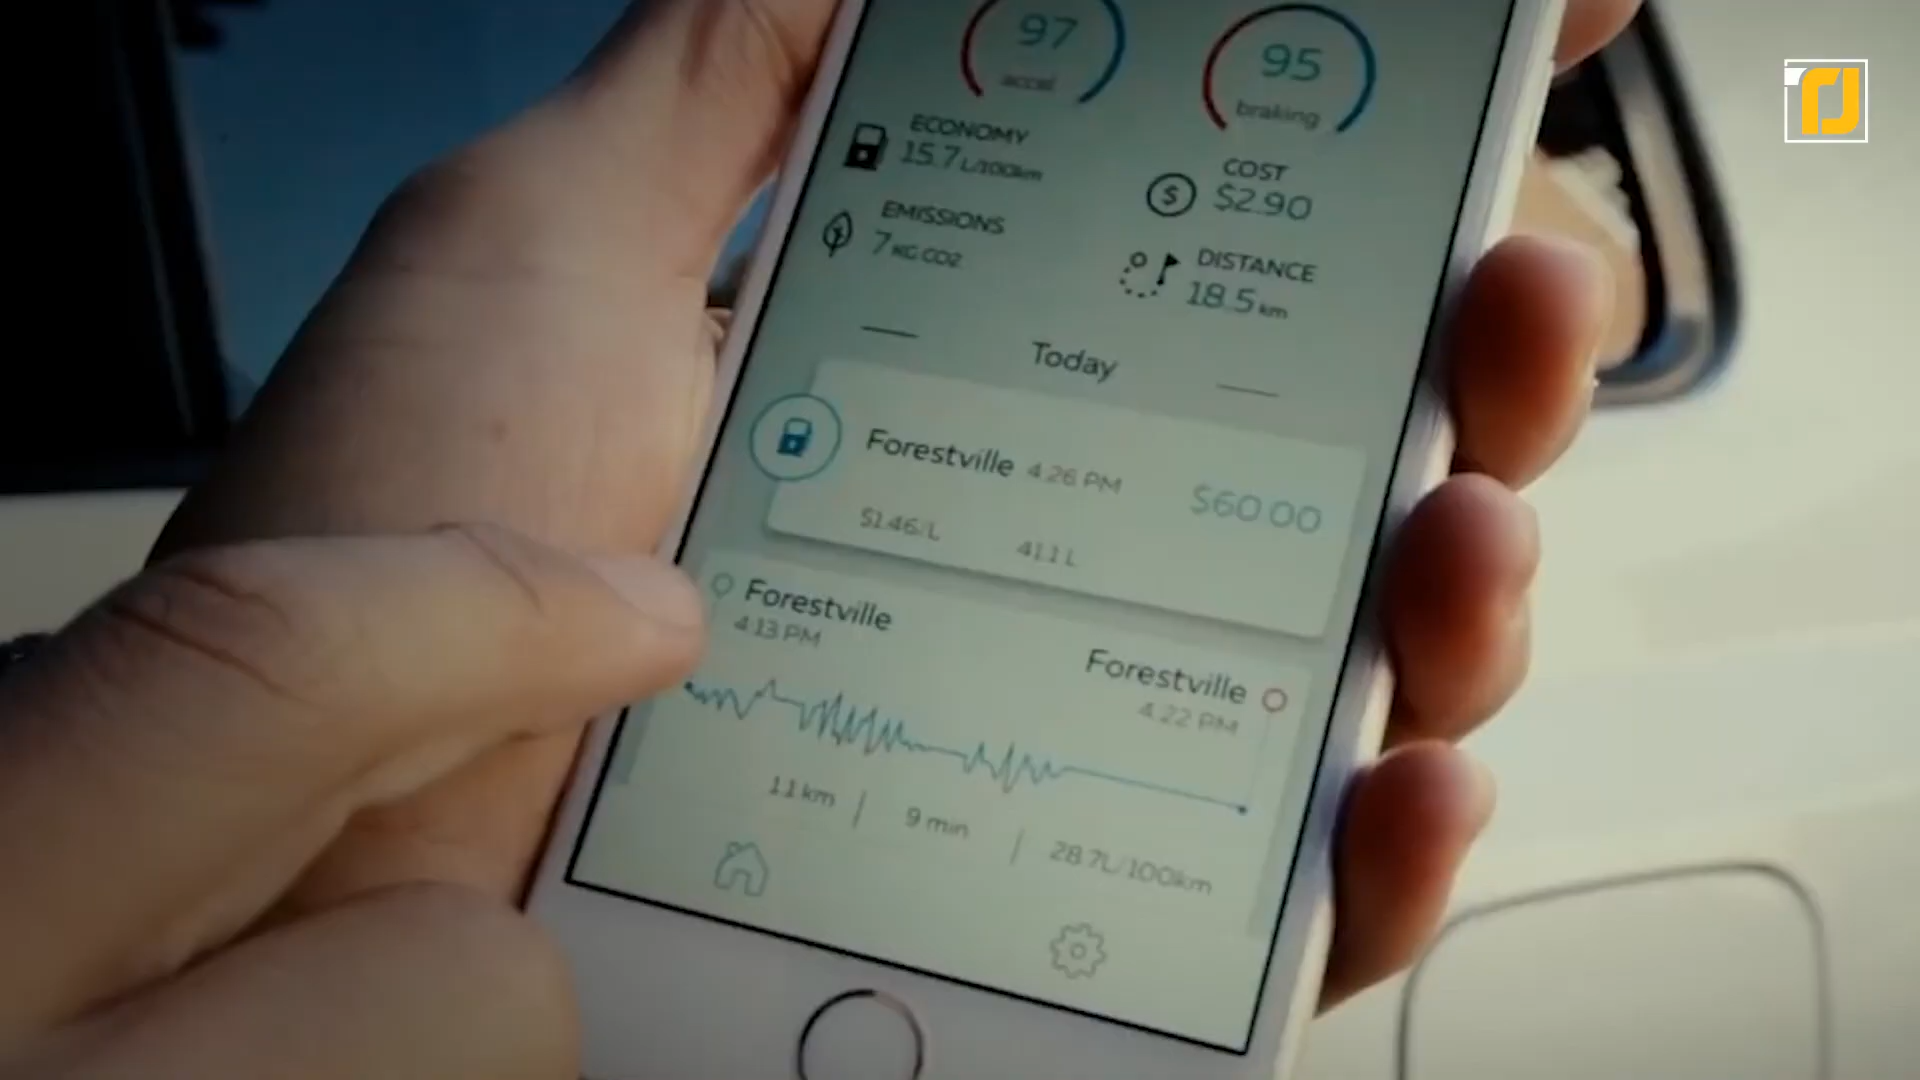 97
accel
95
braking
ECONOMY
15.7 L/100km
COST
$2.90
EMISSIONS
7 KG CO2
DISTANCE
18.5 km
Today
Forestville 4.26 PM
$60.00
$1.46/L
41.1 L
Forestville
4.13 PM
Forestville
4.22 PM
1.1 km
9 min
28.7L/100km